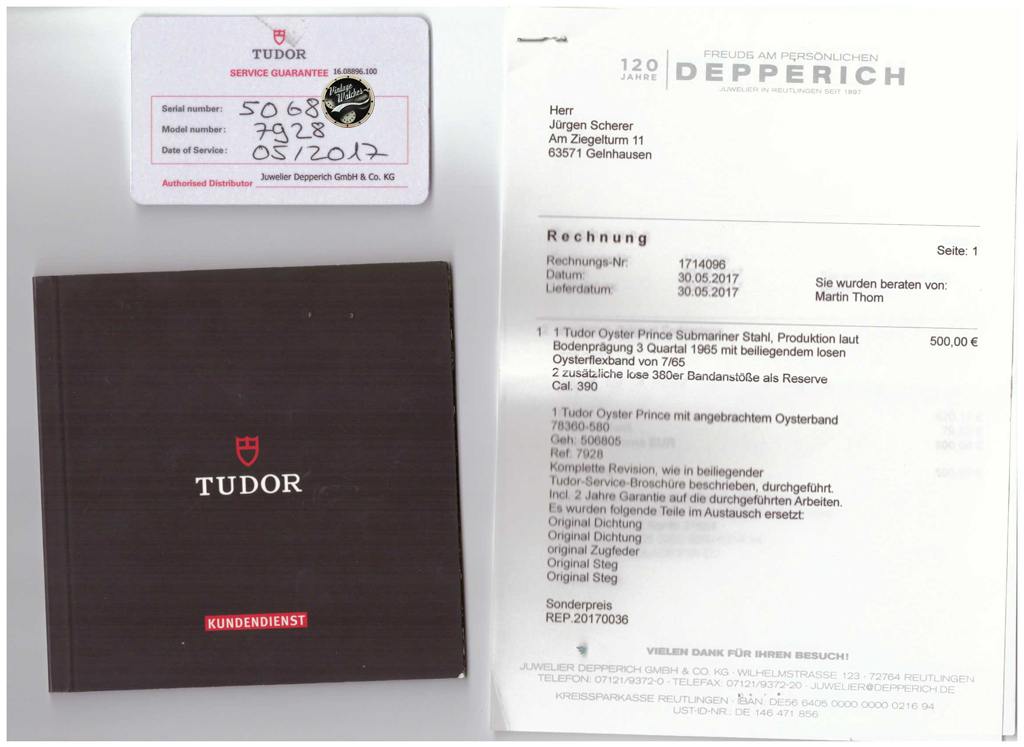 TUDOR
SERVICE GUARANTEE 16.08896.100
Serial number: 5068
Vintage Watches
Model number: 7928
Date of Service: 05/2017
Authorised Distributor Juwelier Depperich GmbH & Co. KG
TUDOR
KUNDENDIENST
120 JAHRE
FREUDE AM PERSÖNLICHEN
DEPPERICH
JUWELIER IN REUTLINGEN SEIT 1897
Herr
Jürgen Scherer
Am Ziegelturm 11
63571 Gelnhausen
Rechnung
Seite: 1
Rechnungs-Nr: 1714096
Datum: 30.05.2017
Lieferdatum: 30.05.2017
Sie wurden beraten von:
Martin Thom
1 1 Tudor Oyster Prince Submariner Stahl, Produktion laut 500,00 €
Bodenprägung 3 Quartal 1965 mit beiliegendem losen
Oysterflexband von 7/65
2 zusätzliche lose 380er Bandanstöße als Reserve
Cal. 390
1 Tudor Oyster Prince mit angebrachtem Oysterband
78360-580
Geh: 506805
Ref: 7928
Komplette Revision, wie in beiliegender
Tudor-Service-Broschüre beschrieben, durchgeführt.
Incl. 2 Jahre Garantie auf die durchgeführten Arbeiten.
Es wurden folgende Teile im Austausch ersetzt:
Original Dichtung
Original Dichtung
original Zugfeder
Original Steg
Original Steg
Sonderpreis
REP.20170036
VIELEN DANK FÜR IHREN BESUCH!
JUWELIER DEPPERICH GMBH & CO. KG · WILHELMSTRASSE 123 · 72764 REUTLINGEN
TELEFON: 07121/9372-0 · TELEFAX: 07121/9372-20 · JUWELIER@DEPPERICH.DE
KREISSPARKASSE REUTLINGEN · IBAN: DE56 6405 0000 0000 0216 94
UST-ID-NR.: DE 146 471 856